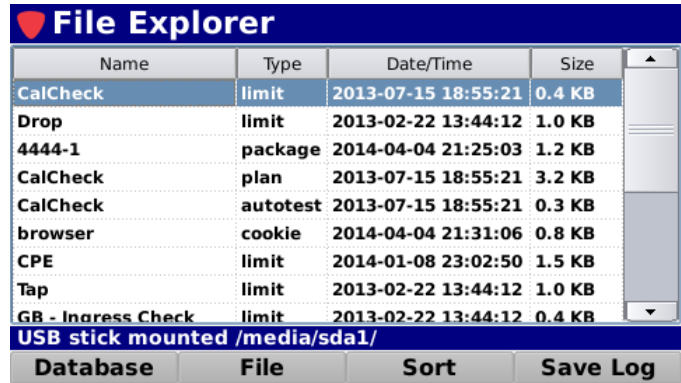 File Explorer
Name Type Date/Time Size
CalCheck limit 2013-07-15 18:55:21 0.4 KB
Drop limit 2013-02-22 13:44:12 1.0 KB
4444-1 package 2014-04-04 21:25:03 1.2 KB
CalCheck plan 2013-07-15 18:55:21 3.2 KB
CalCheck autotest 2013-07-15 18:55:21 0.3 KB
browser cookie 2014-04-04 21:31:06 0.8 KB
CPE limit 2014-01-08 23:02:50 1.5 KB
Tap limit 2013-02-22 13:44:12 1.0 KB
GB - Ingress Check limit 2013-02-22 13:44:12 0.4 KB
USB stick mounted /media/sda1/
Database File Sort Save Log